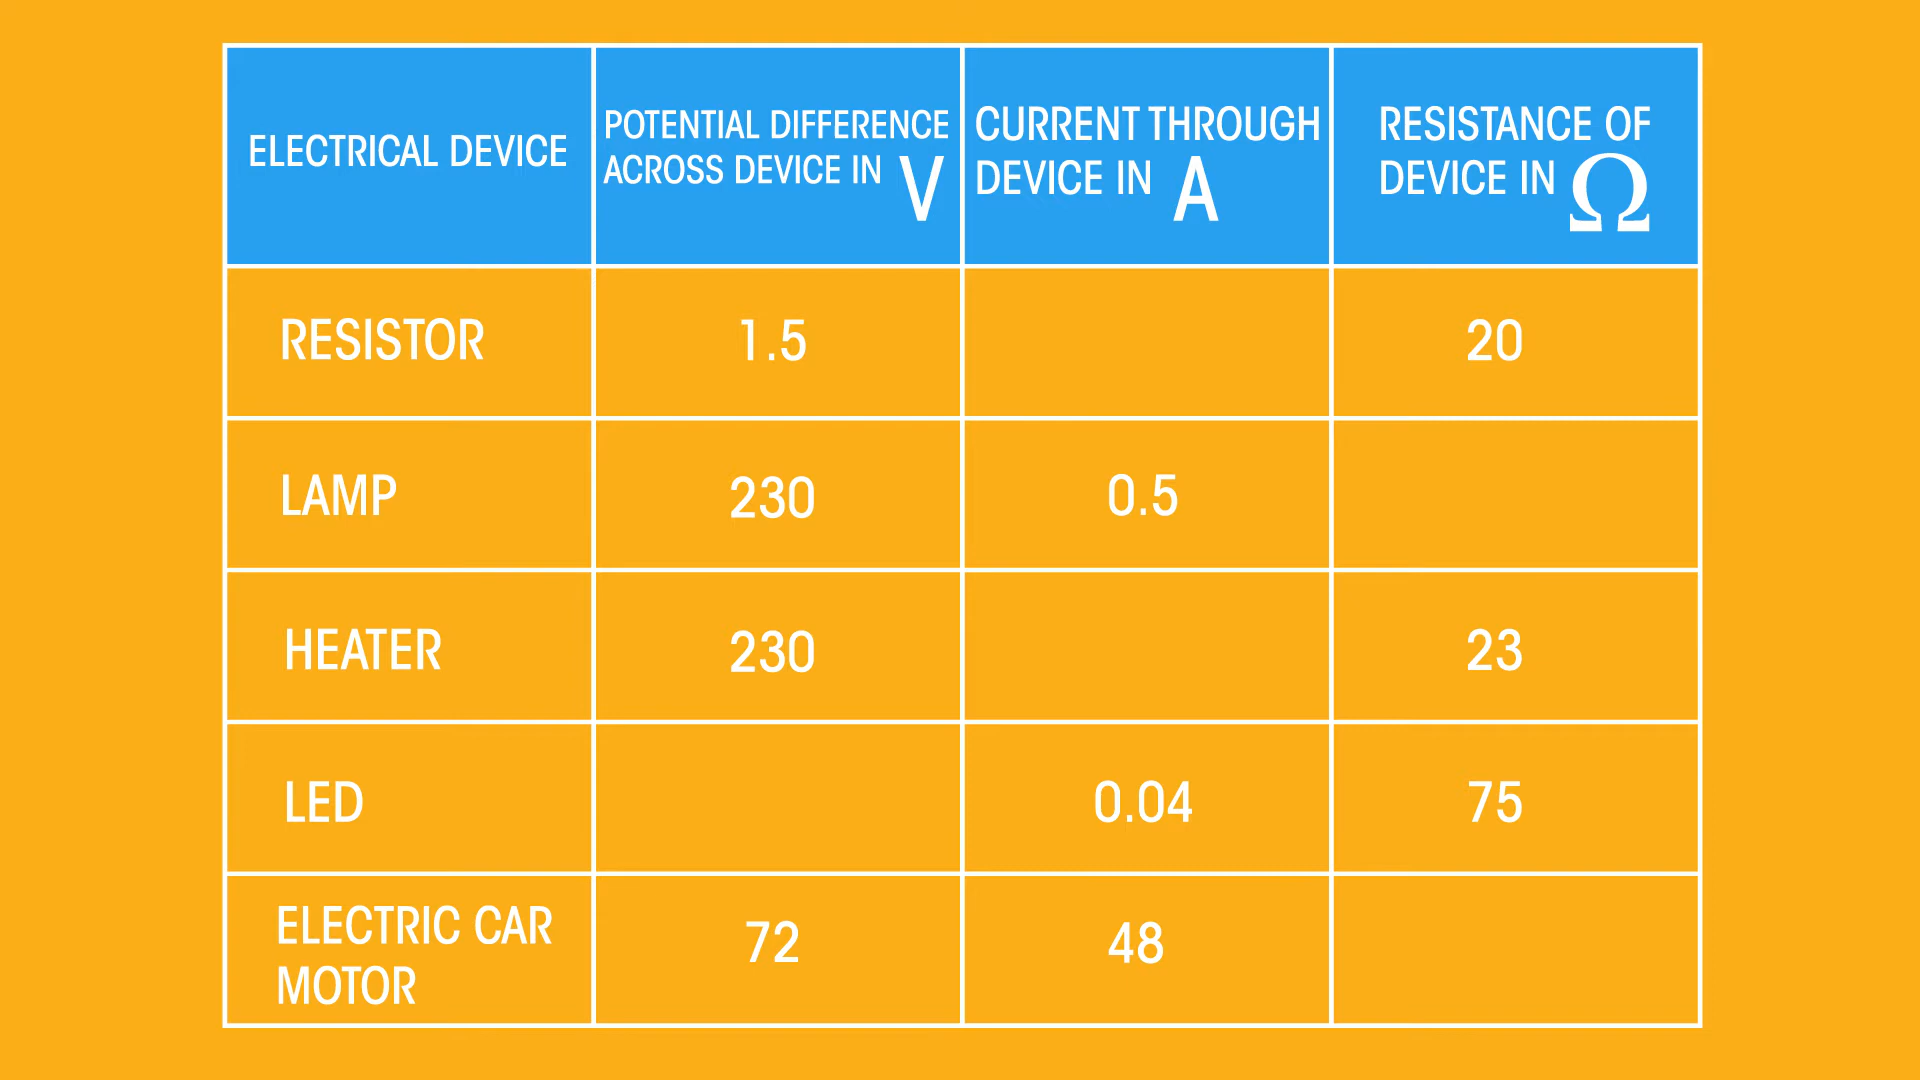 ELECTRICAL DEVICE
POTENTIAL DIFFERENCE
ACROSS DEVICE IN V
CURRENT THROUGH
DEVICE IN A
RESISTANCE OF
DEVICE IN Ω
RESISTOR 1.5 20
LAMP 230 0.5
HEATER 230 23
LED 0.04 75
ELECTRIC CAR
MOTOR
72 48